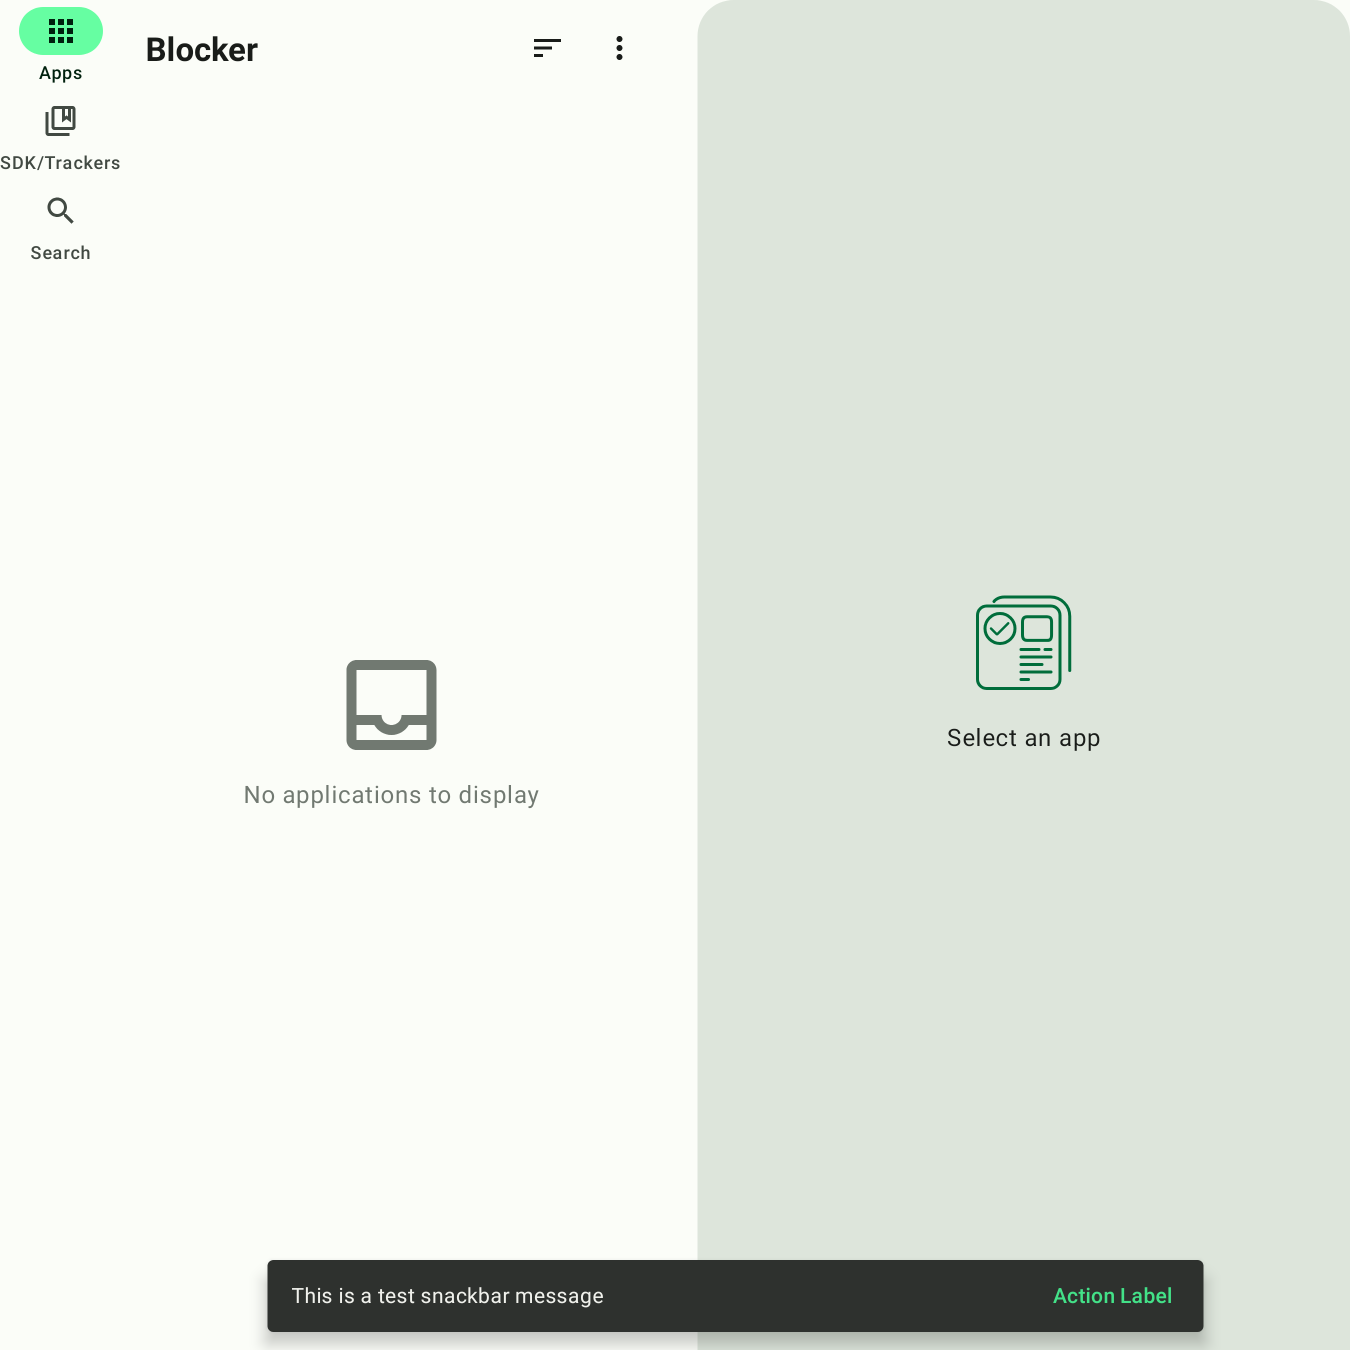 Apps
SDK/Trackers
Search
Blocker
No applications to display
Select an app
This is a test snackbar message
Action Label